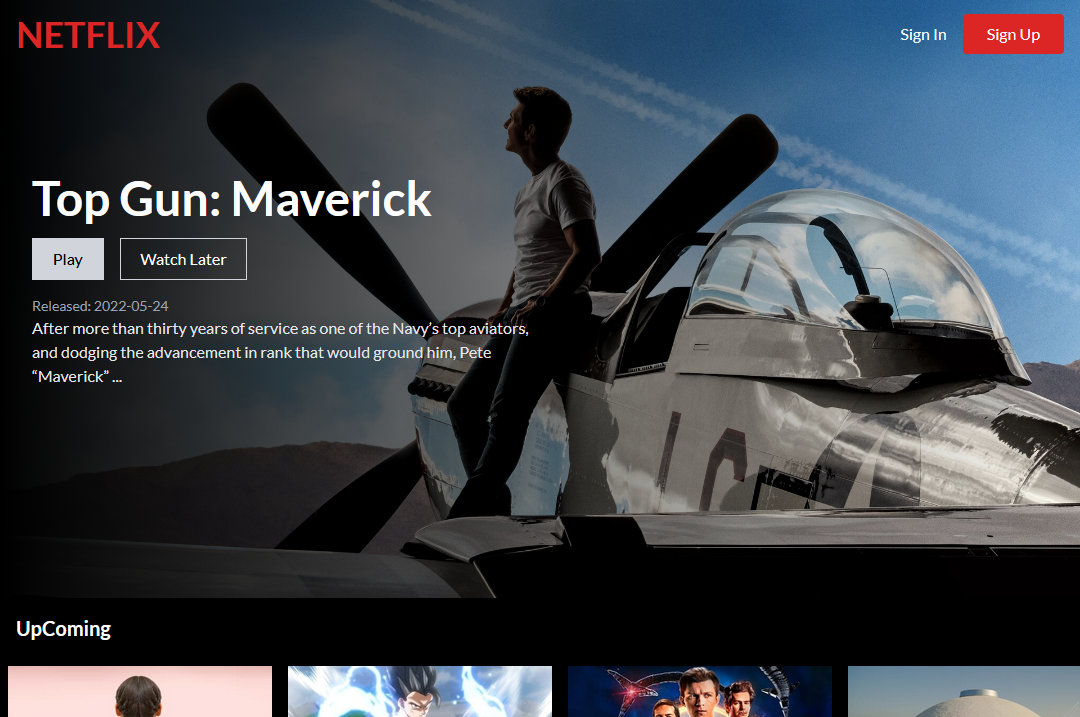 NETFLIX
Sign In
Sign Up
Top Gun: Maverick
Play
Watch Later
Released: 2022-05-24
After more than thirty years of service as one of the Navy’s top aviators,
and dodging the advancement in rank that would ground him, Pete
“Maverick” ...
UpComing